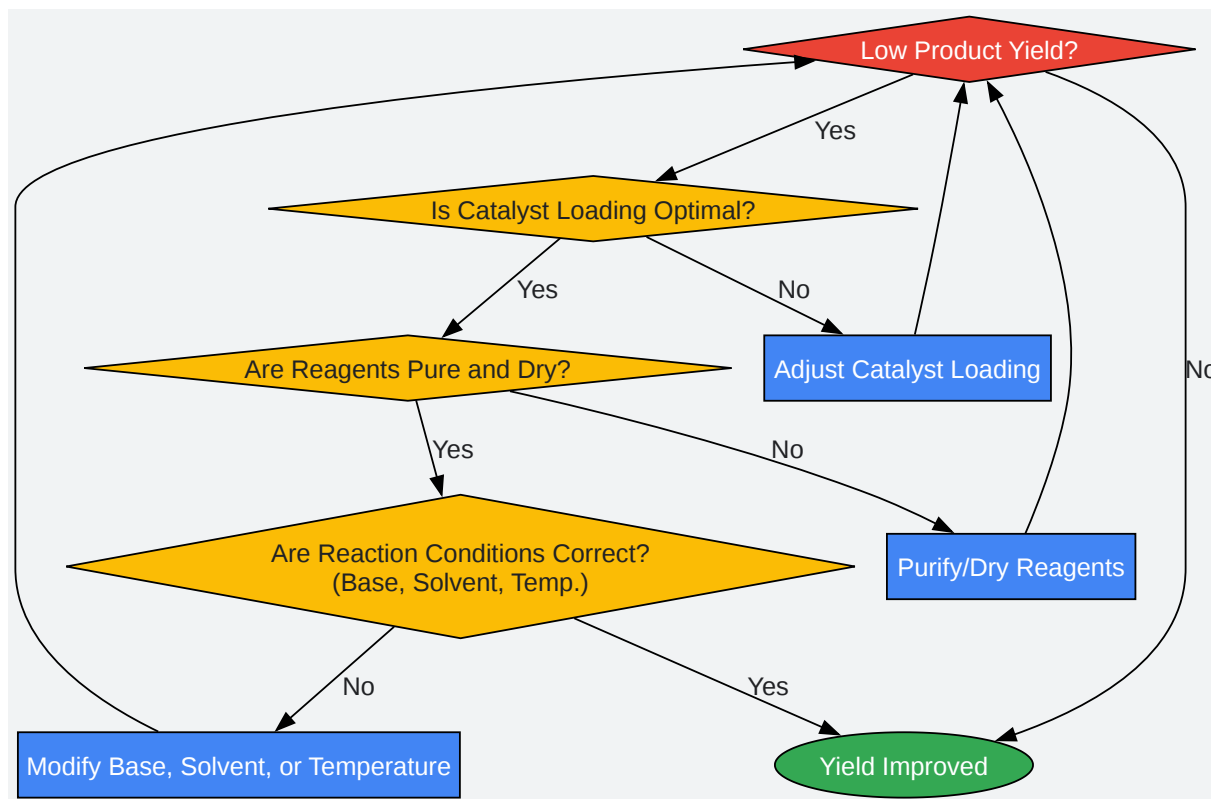 Low Product Yield?
Yes
Is Catalyst Loading Optimal?
Yes
No
Are Reagents Pure and Dry?
Adjust Catalyst Loading
No
Yes
No
Are Reaction Conditions Correct?
(Base, Solvent, Temp.)
Purify/Dry Reagents
No
Yes
Modify Base, Solvent, or Temperature
Yield Improved